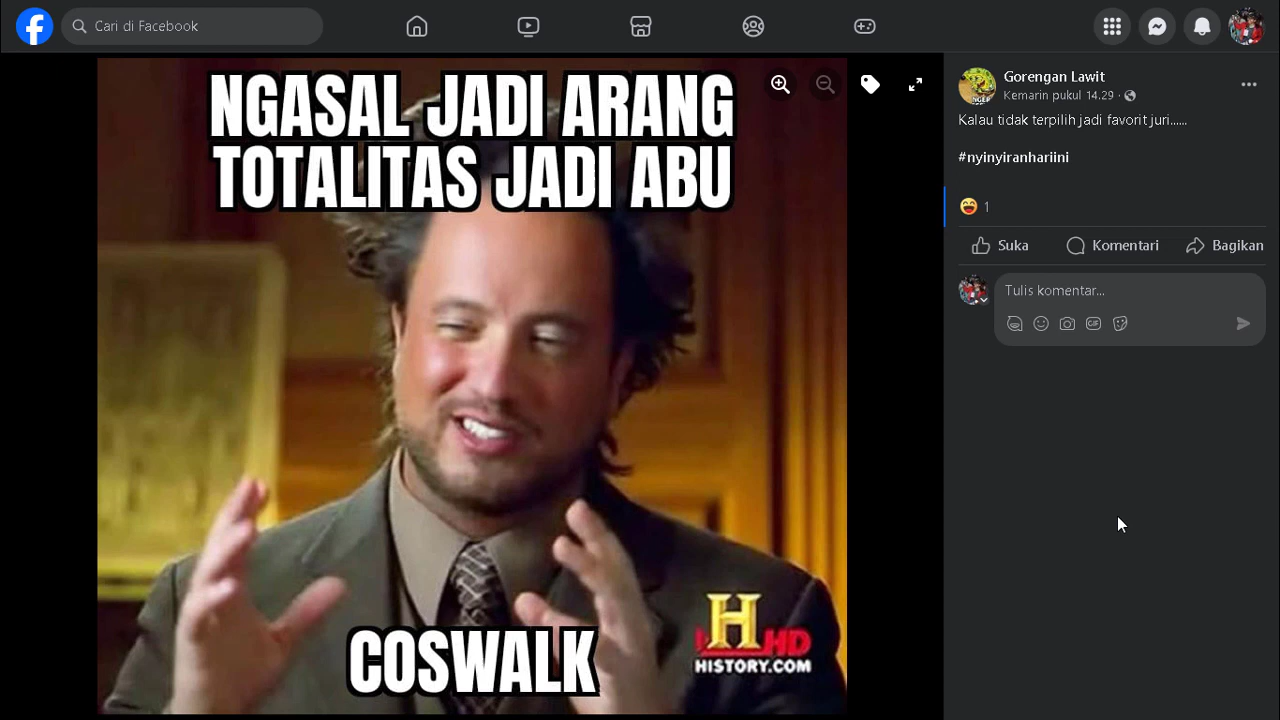 Cari di Facebook
NGASAL JADI ARANG
TOTALITAS JADI ABU
COSWALK
H
HD
HISTORY.COM
Gorengan Lawit
Kemarin pukul 14.29 ·
Kalau tidak terpilih jadi favorit juri......
#nyinyiranhariini
1
Suka
Komentari
Bagikan
Tulis komentar...
GIF